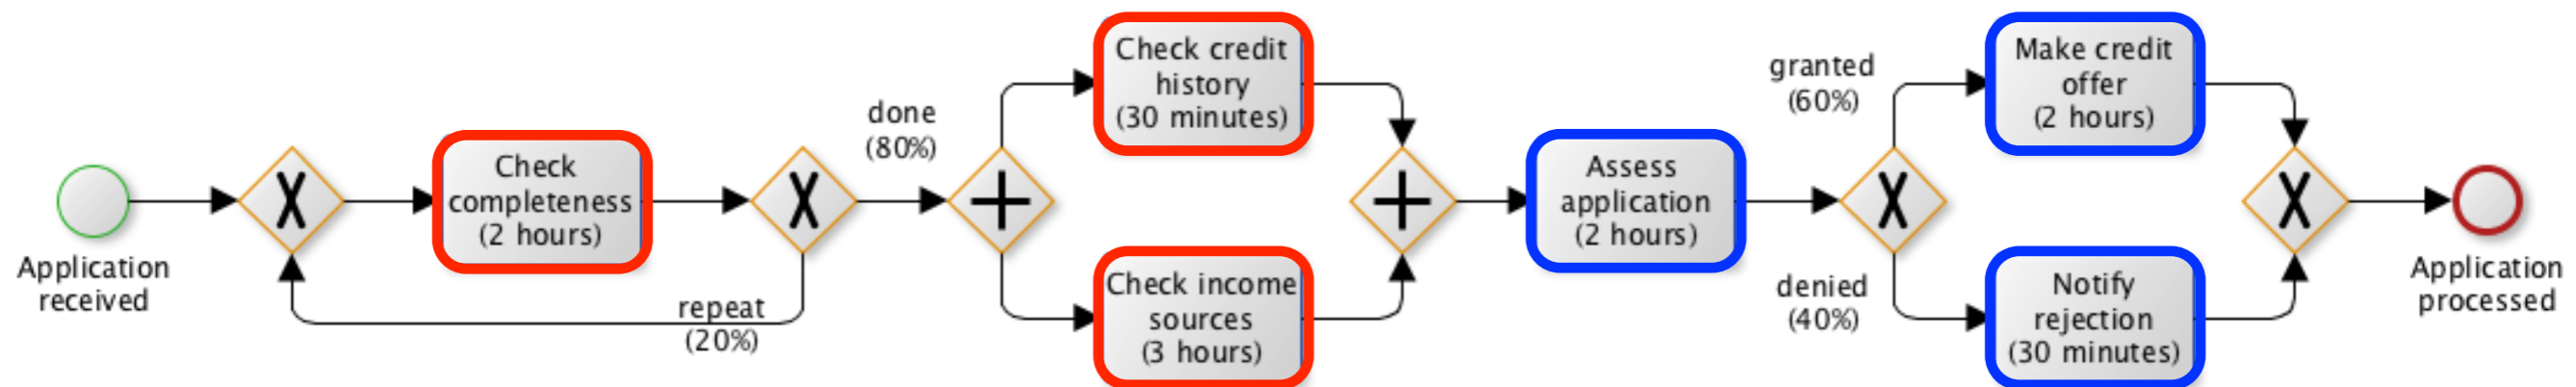 Application
received
Check
completeness
(2 hours)
repeat
(20%)
done
(80%)
Check credit
history
(30 minutes)
Check income
sources
(3 hours)
Assess
application
(2 hours)
granted
(60%)
denied
(40%)
Make credit
offer
(2 hours)
Notify
rejection
(30 minutes)
Application
processed